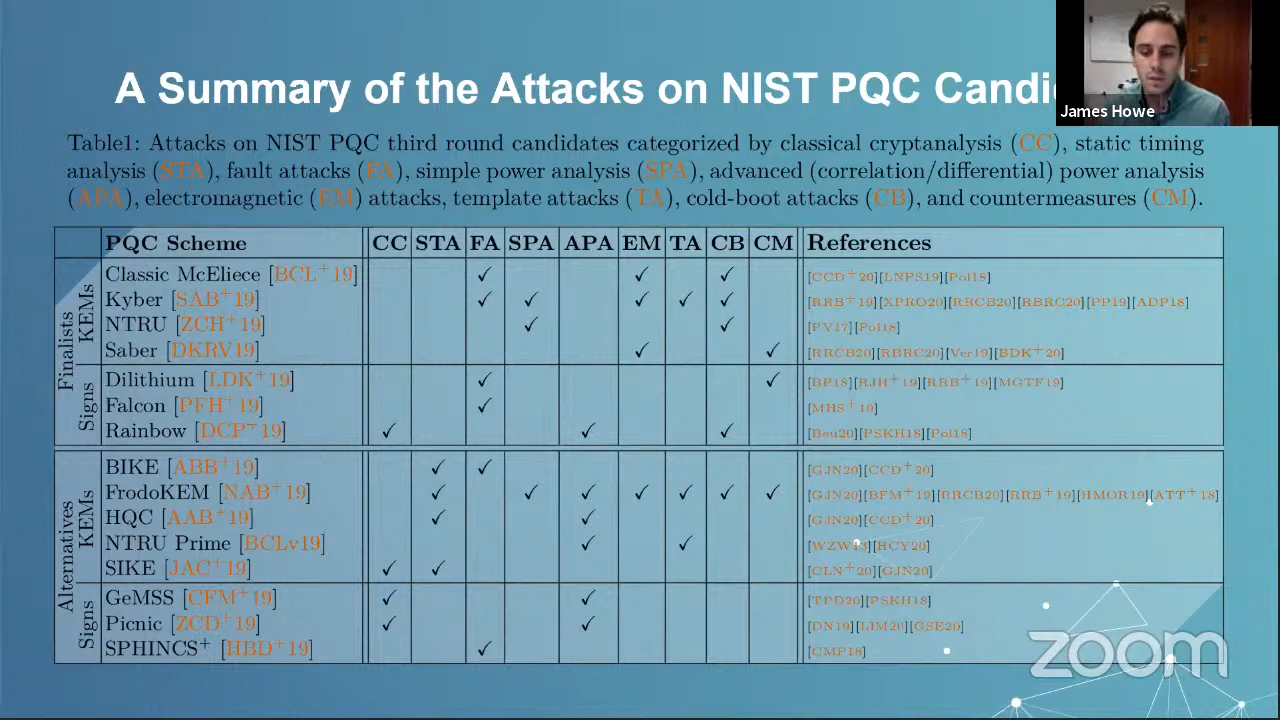 A Summary of the Attacks on NIST PQC Candi
James Howe
Table1: Attacks on NIST PQC third round candidates categorized by classical cryptanalysis (CC), static timing
analysis (STA), fault attacks (FA), simple power analysis (SPA), advanced (correlation/differential) power analysis
(APA), electromagnetic (EM) attacks, template attacks (TA), cold-boot attacks (CB), and countermeasures (CM).
PQC Scheme CC STA FA SPA APA EM TA CB CM References
Finalists
KEMs
Classic McEliece [BCL+19] ✓ ✓ ✓ [CCD+20][LNPS19][Pol18]
Kyber [SAB+19] ✓ ✓ ✓ ✓ ✓ [RRB+19][XPRO20][RRCB20][RBRC20][PP19][ADP18]
NTRU [ZCH+19] ✓ ✓ [PV17][Pol18]
Saber [DKRV19] ✓ ✓ [RRCB20][RBRC20][Ver19][BDK+20]
Signs
Dilithium [LDK+19] ✓ ✓ [BP18][RJH+19][RRB+19][MGTF19]
Falcon [PFH+19] ✓ [MHS+19]
Rainbow [DCP+19] ✓ ✓ ✓ [Beu20][PSKH18][Pol18]
Alternatives
KEMs
BIKE [ABB+19] ✓ ✓ [GJN20][CCD+20]
FrodoKEM [NAB+19] ✓ ✓ ✓ ✓ ✓ ✓ ✓ [GJN20][BFM+19][RRCB20][RRB+19][HMOR19][ATT+18]
HQC [AAB+19] ✓ ✓ [GJN20][CCD+20]
NTRU Prime [BCLv19] ✓ ✓ [WZW13][HCY20]
SIKE [JAC+19] ✓ ✓ [CLN+20][GJN20]
Signs
GeMSS [CFM+19] ✓ ✓ [TPD20][PSKH18]
Picnic [ZCD+19] ✓ ✓ [DN19][LIM20][GSE20]
SPHINCS+ [HBD+19] ✓ [CMP18]
zoom